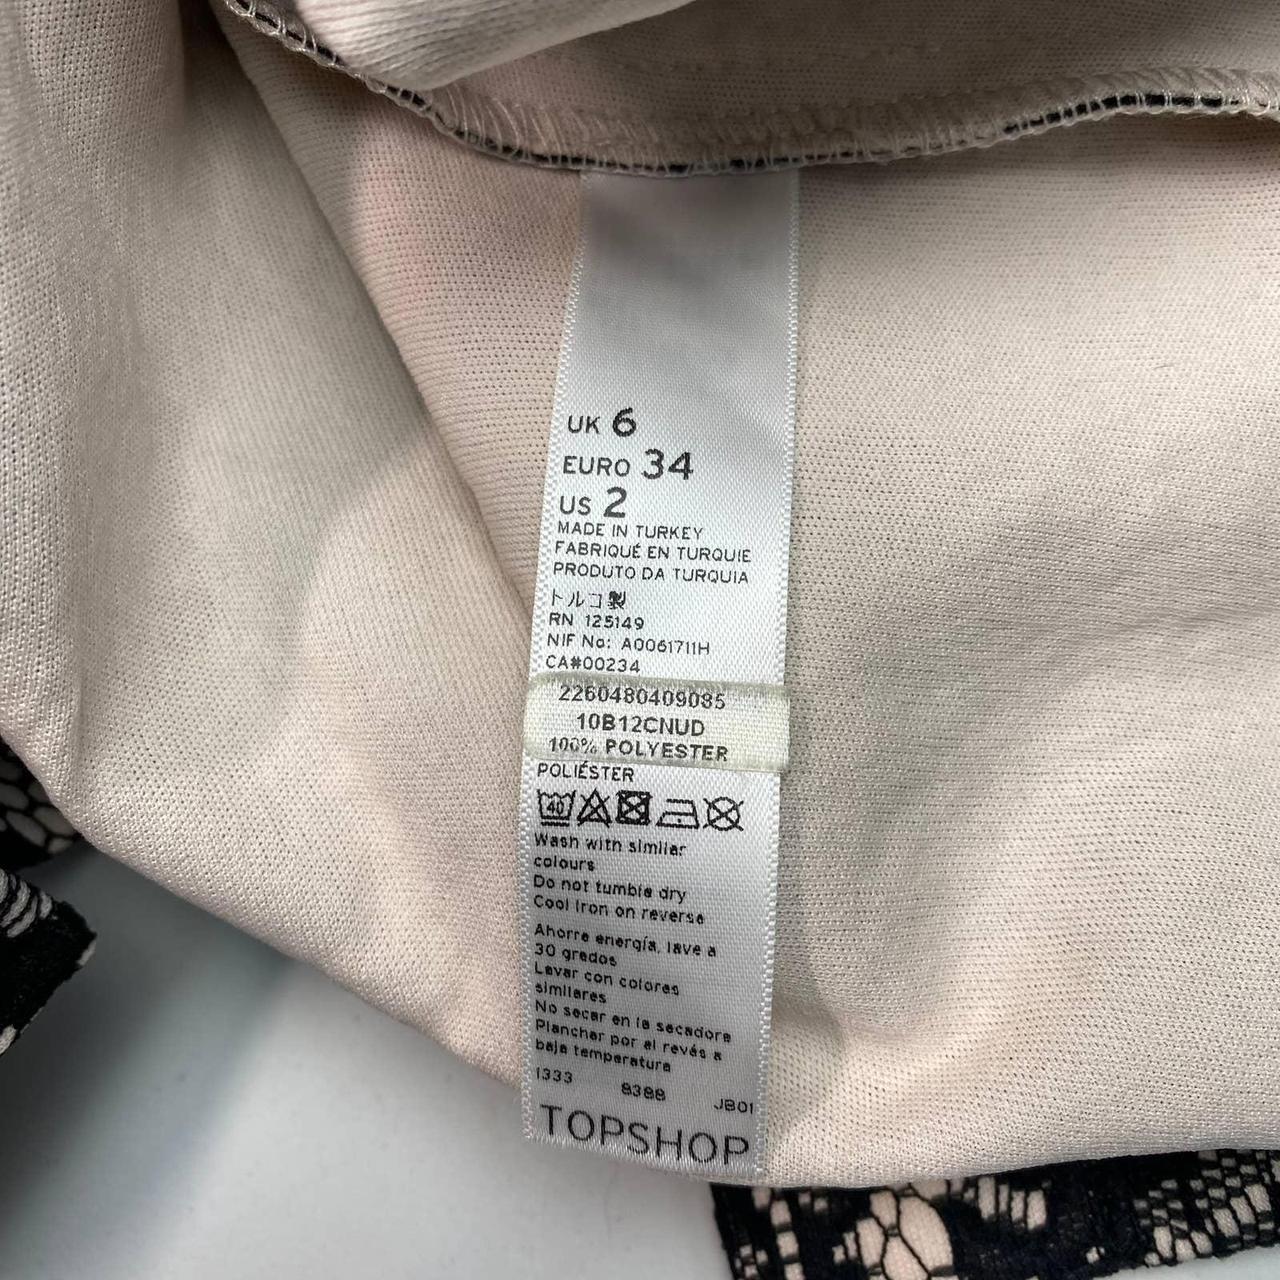 UK 6
EURO 34
US 2
MADE IN TURKEY
FABRIQUÉ EN TURQUIE
PRODUTO DA TURQUIA
トルコ製
RN 125149
NIF No: A0061711H
CA#00234
2260480409085
10B12CNUD
100% POLYESTER
POLIÉSTER
40
Wash with similar
colours
Do not tumble dry
Cool Iron on reverse
Ahorre energía, lave a
30 grados
Lavar con colores
similares
No secar en la secadora
Planchar por el revés a
baja temperatura
1333 8388 JB01
TOPSHOP